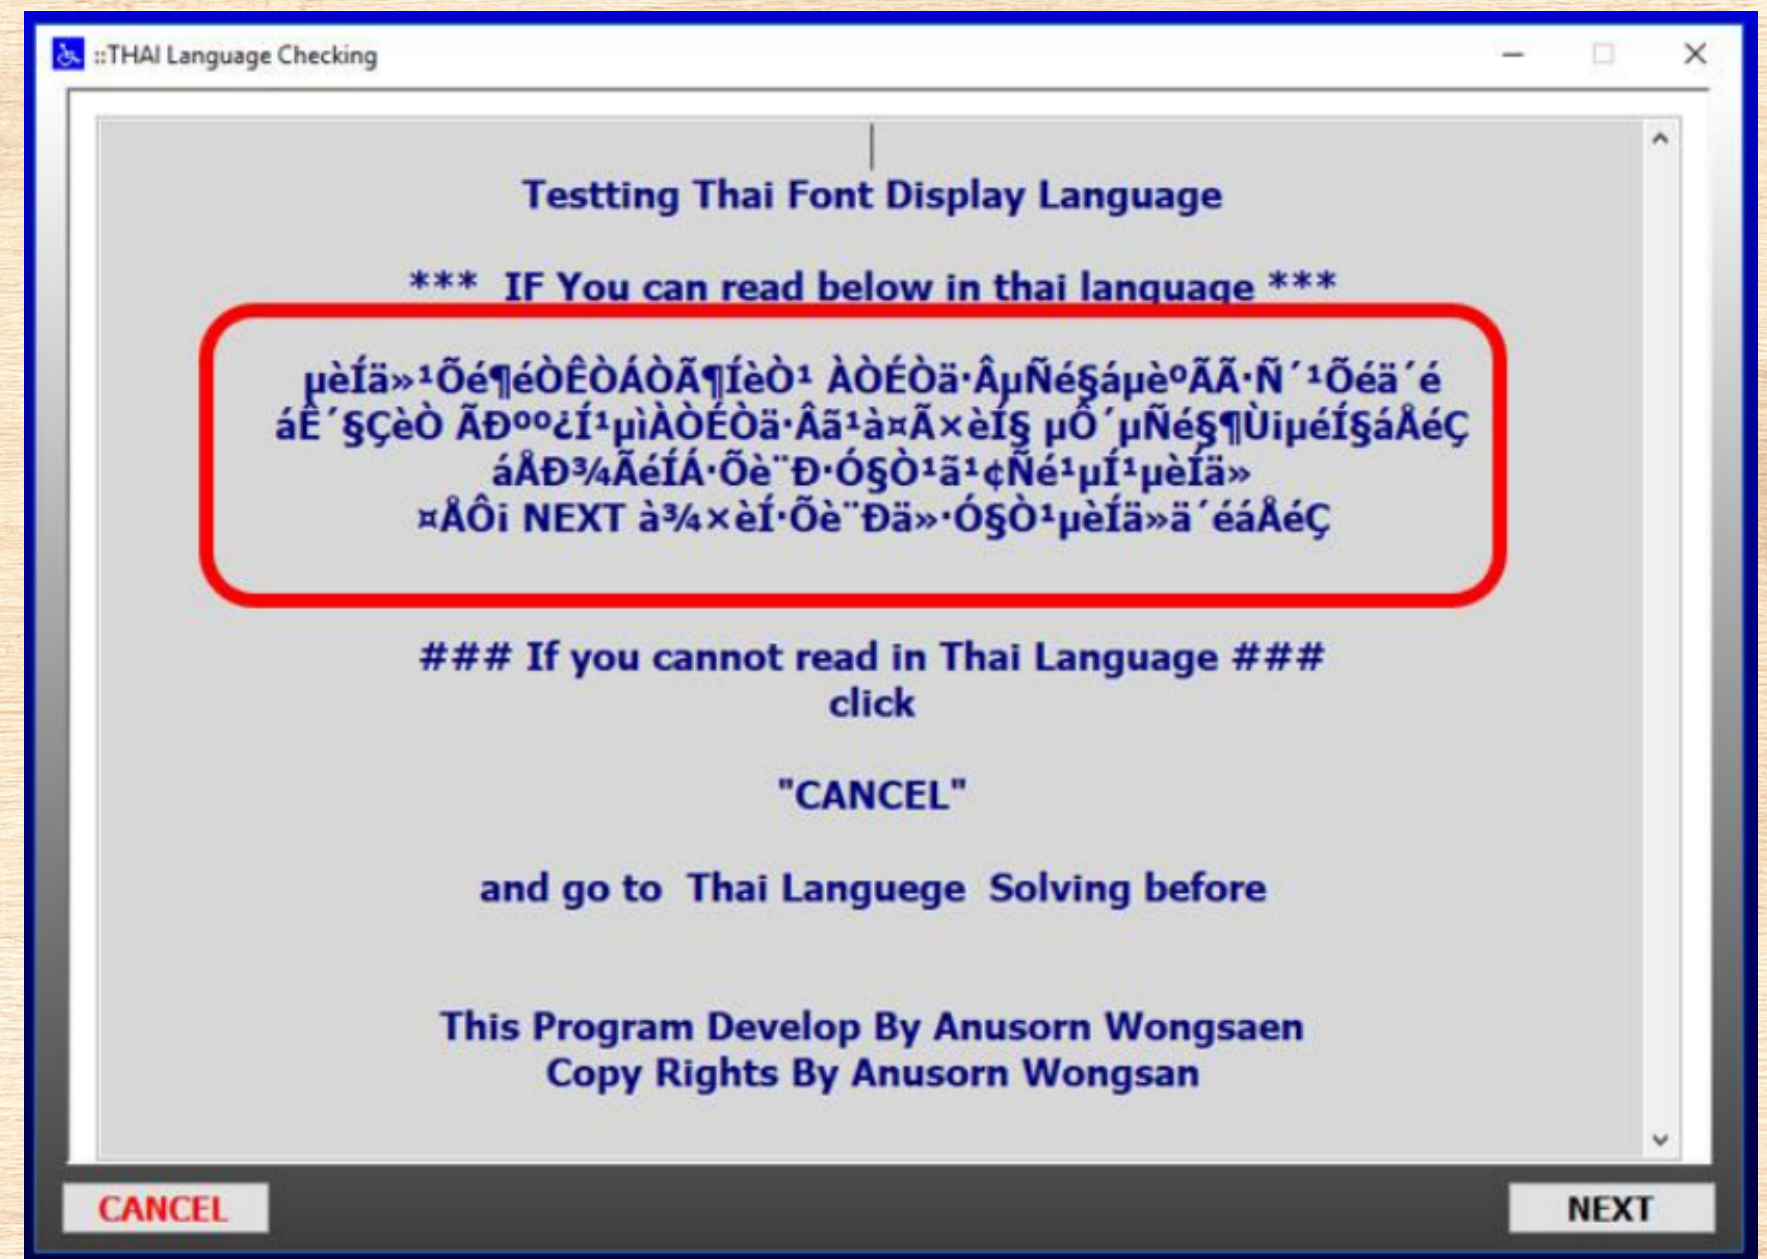 ::THAI Language Checking
Testting Thai Font Display Language
*** IF You can read below in thai language ***
µèÍä»¹Õé¶éÒÊÒÁÒÃ¶ÍèÒ¹ ÀÒÉÒä·ÂµÑé§áµèºÃÃ·Ñ´¹Õéä´é
áÊ´§ÇèÒ ÃÐºº¿Í¹µìÀÒÉÒä·Âã¹à¤Ã×èÍ§ µÔ´µÑé§¶Ù¡µéÍ§áÅéÇ
áÅÐ¾ÃéÍÁ·Õè¨Ð·Ó§Ò¹ã¹¢Ñé¹µÍ¹µèÍä»
¤ÅÔ¡ NEXT à¾×èÍ·Õè¨Ðä»·Ó§Ò¹µèÍä»ä´éáÅéÇ
### If you cannot read in Thai Language ###
click
"CANCEL"
and go to Thai Languege Solving before
This Program Develop By Anusorn Wongsaen
Copy Rights By Anusorn Wongsan
CANCEL
NEXT